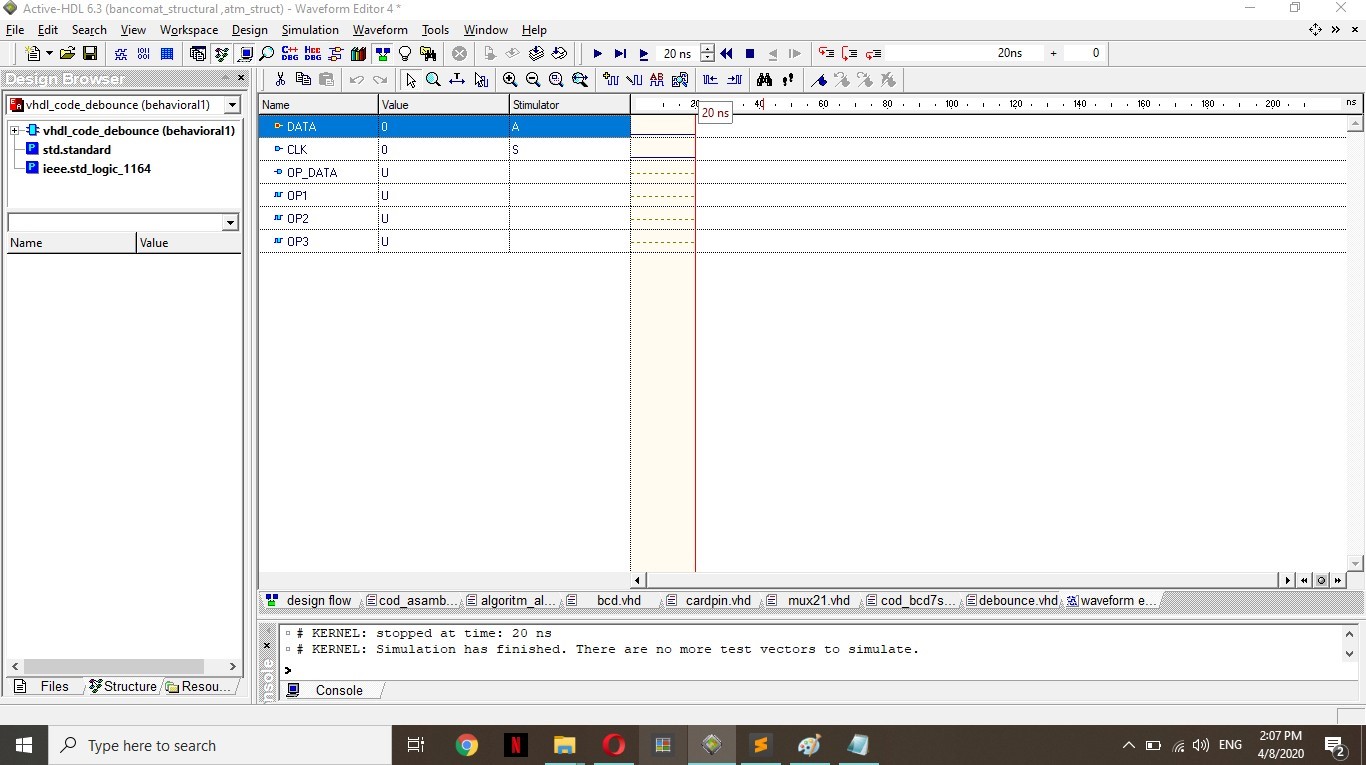 Active-HDL 6.3 (bancomat_structural ,atm_struct) - Waveform Editor 4 *
File Edit Search View Workspace Design Simulation Waveform Tools Window Help
20 ns
20ns + 0
Design Browser
vhdl_code_debounce (behavioral1)
vhdl_code_debounce (behavioral1)
std.standard
ieee.std_logic_1164
Name Value
Name Value Stimulator 20 40 60 80 100 120 140 160 180 200 ns
20 ns
DATA 0 A
CLK 0 S
OP_DATA U
OP1 U
OP2 U
OP3 U
design flow cod_asamb... algoritm_al... bcd.vhd cardpin.vhd mux21.vhd cod_bcd7s... debounce.vhd waveform e...
# KERNEL: stopped at time: 20 ns
# KERNEL: Simulation has finished. There are no more test vectors to simulate.
>
Console
Files Structure Resou...
Type here to search
ENG
2:07 PM
4/8/2020
2